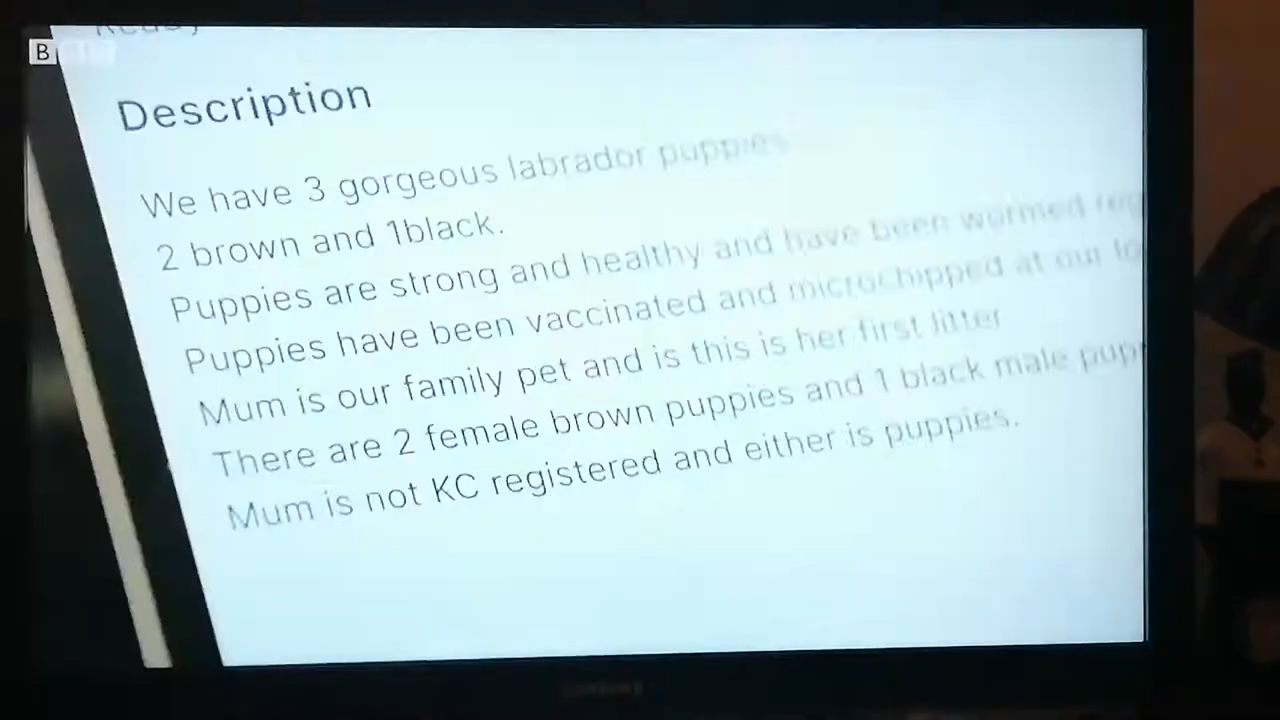 B
Description
We have 3 gorgeous labrador puppies
2 brown and 1black.
Puppies are strong and healthy and have been wormed
Puppies have been vaccinated and microchipped at our
Mum is our family pet and is this is her first litter
There are 2 female brown puppies and 1 black male
Mum is not KC registered and either is puppies.